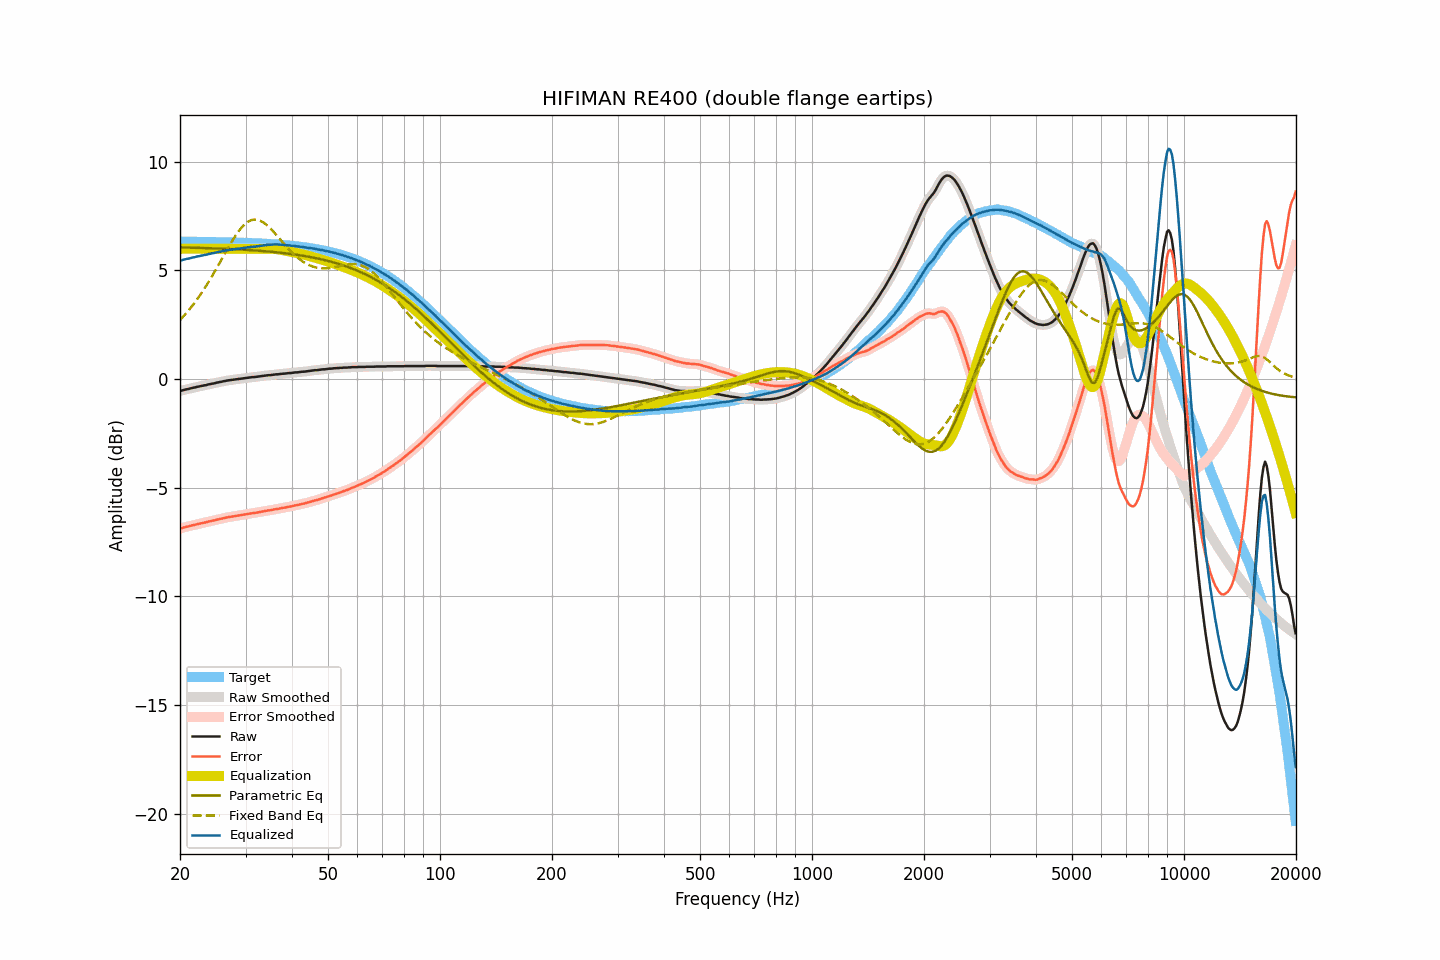 HIFIMAN RE400 (double flange eartips)
10
5
0
−5
−10
−15
−20
Amplitude (dBr)
Target
Raw Smoothed
Error Smoothed
Raw
Error
Equalization
Parametric Eq
Fixed Band Eq
Equalized
20 50 100 200 500 1000 2000 5000 10000 20000
Frequency (Hz)